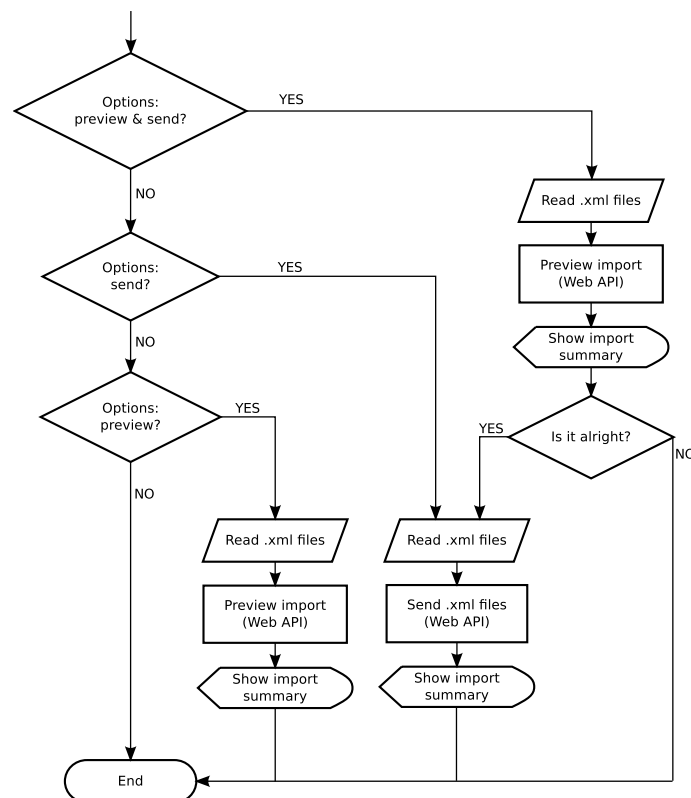 Options:
preview & send?
YES
NO
Read .xml files
Preview import
(Web API)
Show import
summary
Options:
send?
YES
NO
Is it alright?
YES
NO
Options:
preview?
YES
NO
Read .xml files
Preview import
(Web API)
Show import
summary
Read .xml files
Send .xml files
(Web API)
Show import
summary
End